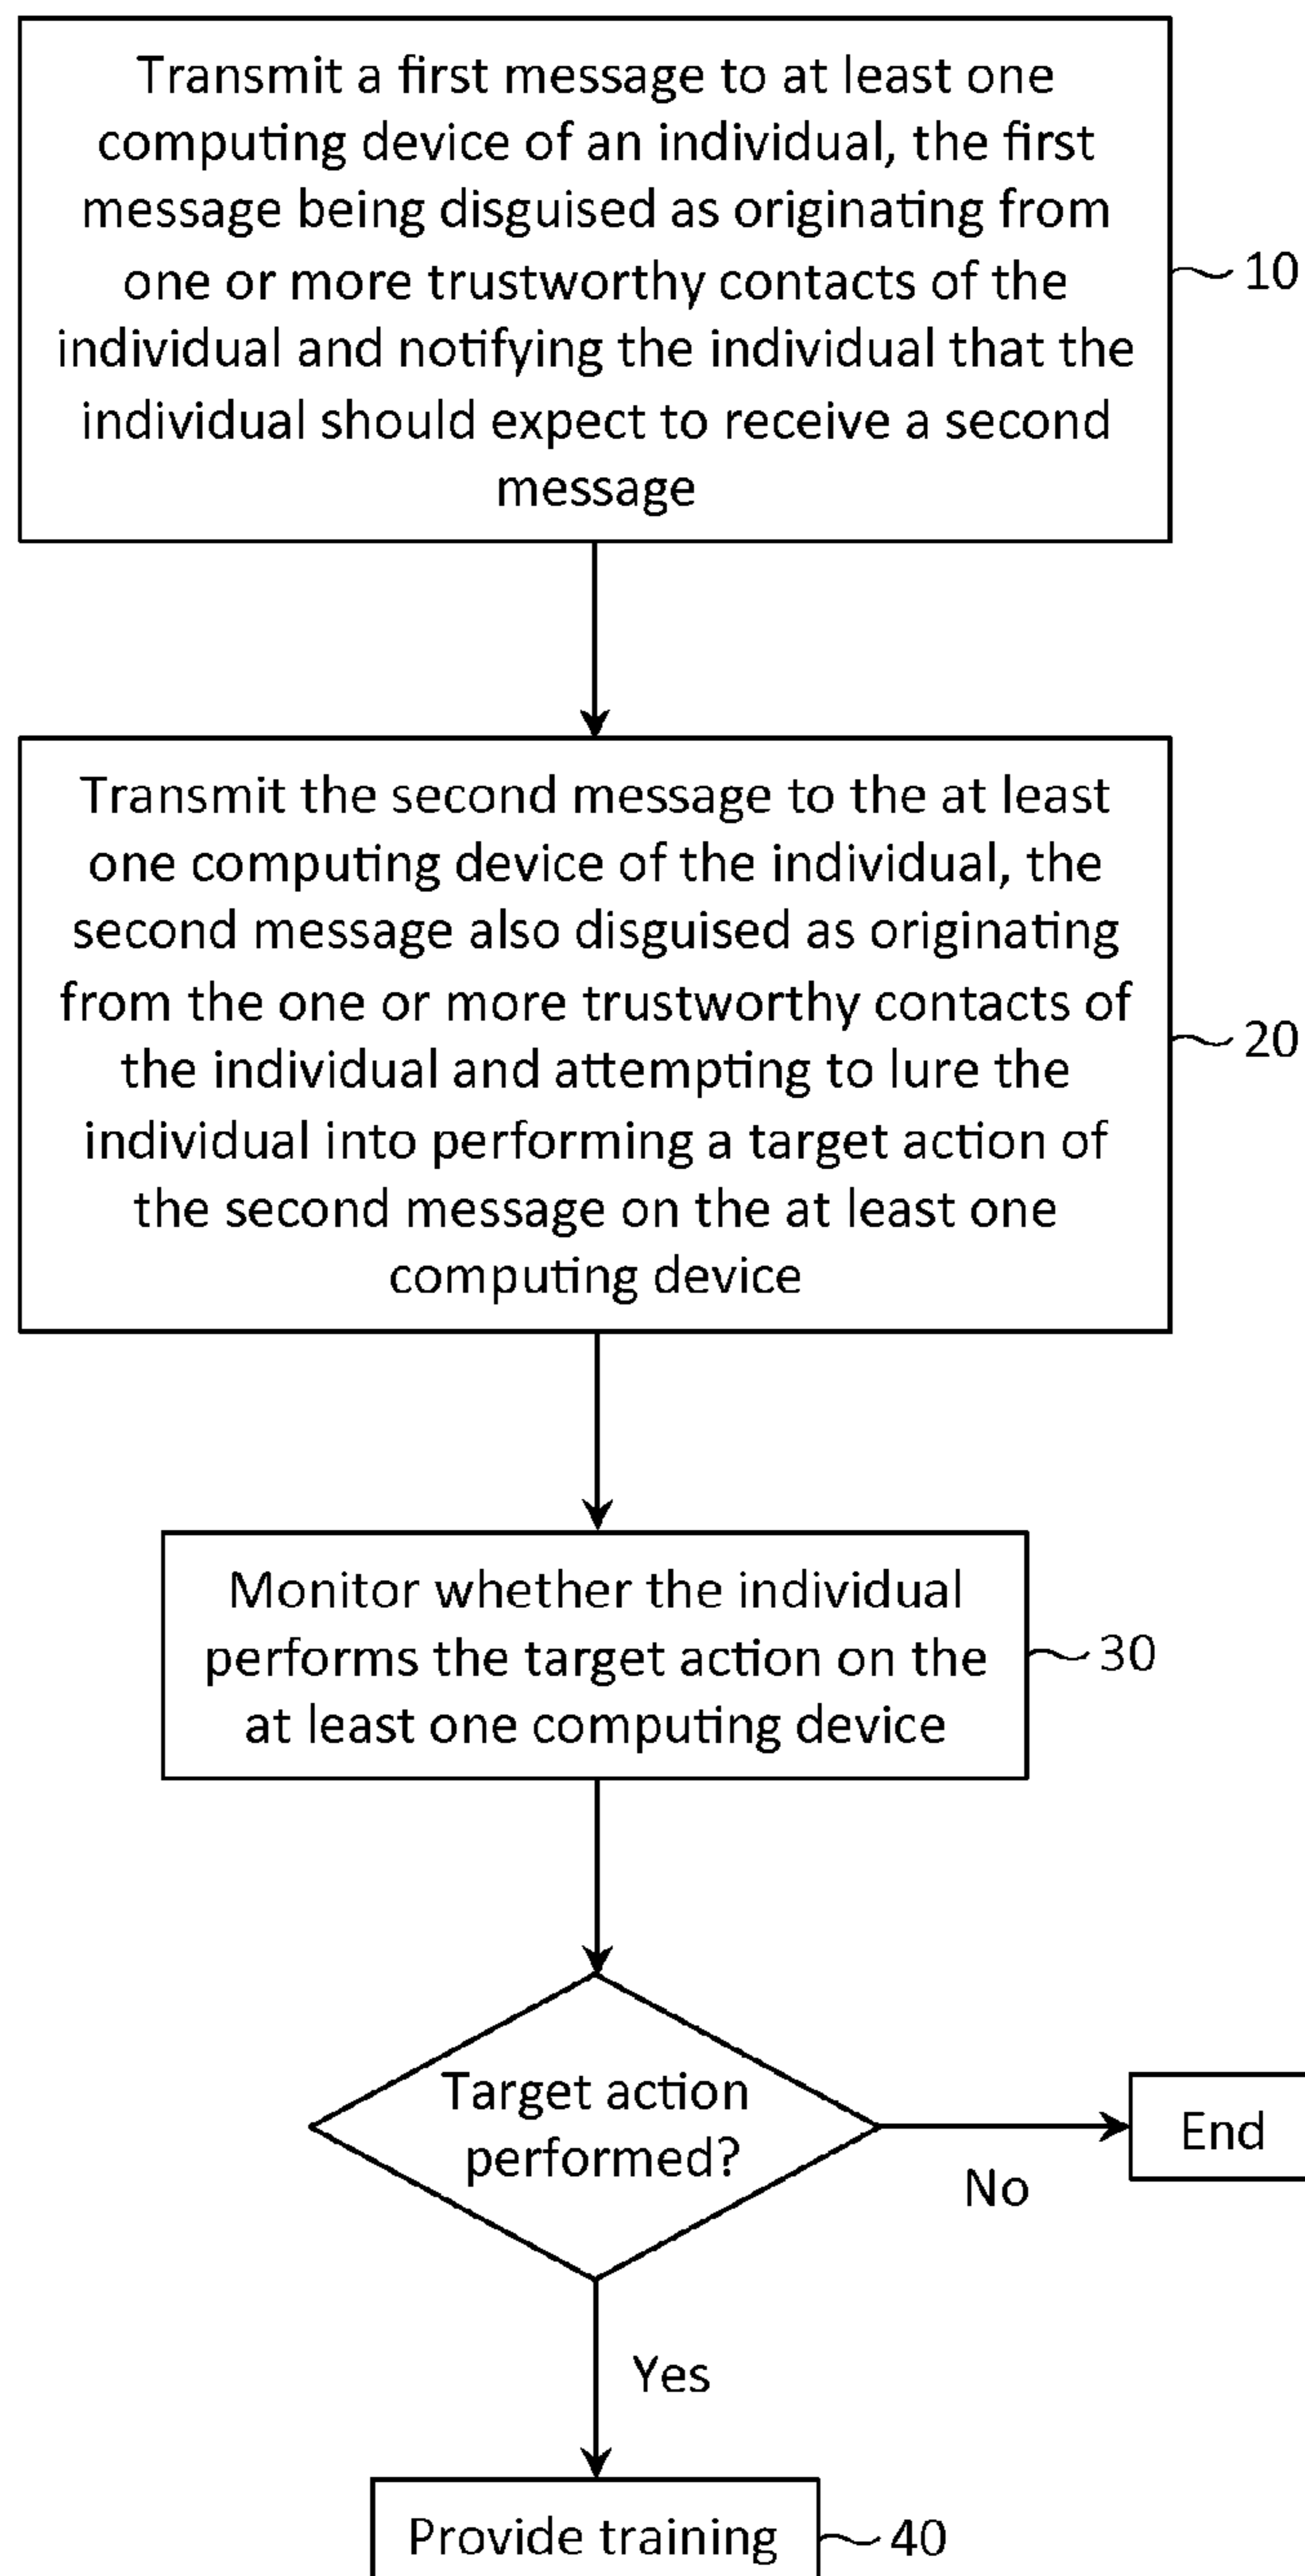 Transmit a first message to at least one
computing device of an individual, the first
message being disguised as originating from
one or more trustworthy contacts of the
individual and notifying the individual that the
individual should expect to receive a second
message
10
Transmit the second message to the at least
one computing device of the individual, the
second message also disguised as originating
from the one or more trustworthy contacts of
the individual and attempting to lure the
individual into performing a target action of
the second message on the at least one
computing device
20
Monitor whether the individual
performs the target action on the
at least one computing device
30
Target action
performed?
No
End
Yes
Provide training
40